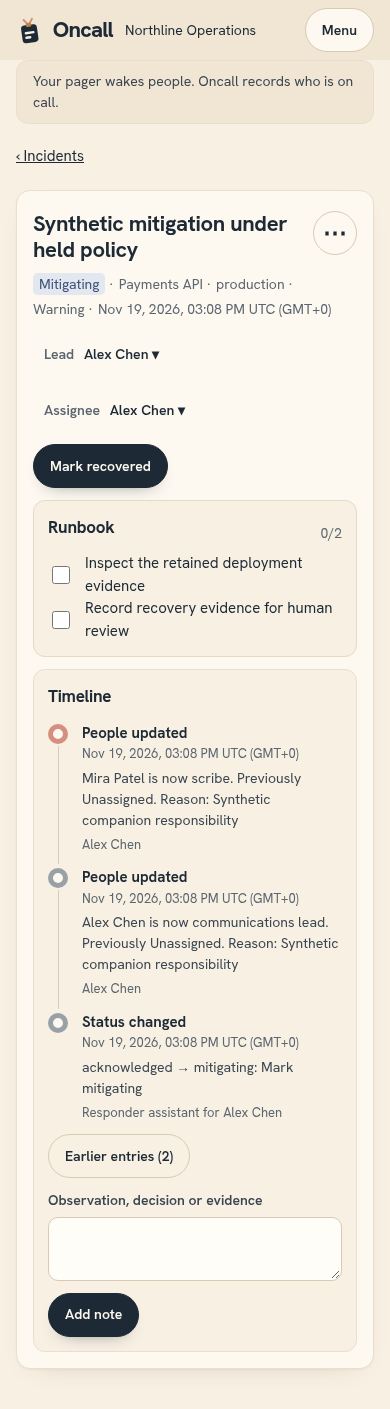 Oncall Northline Operations Menu
Your pager wakes people. Oncall records who is on
call.
‹ Incidents
Synthetic mitigation under
held policy
Mitigating · Payments API · production ·
Warning · Nov 19, 2026, 03:08 PM UTC (GMT+0)
Lead Alex Chen ▾
Assignee Alex Chen ▾
Mark recovered
Runbook 0/2
Inspect the retained deployment
evidence
Record recovery evidence for human
review
Timeline
People updated
Nov 19, 2026, 03:08 PM UTC (GMT+0)
Mira Patel is now scribe. Previously
Unassigned. Reason: Synthetic
companion responsibility
Alex Chen
People updated
Nov 19, 2026, 03:08 PM UTC (GMT+0)
Alex Chen is now communications lead.
Previously Unassigned. Reason: Synthetic
companion responsibility
Alex Chen
Status changed
Nov 19, 2026, 03:08 PM UTC (GMT+0)
acknowledged → mitigating: Mark
mitigating
Responder assistant for Alex Chen
Earlier entries (2)
Observation, decision or evidence
Add note